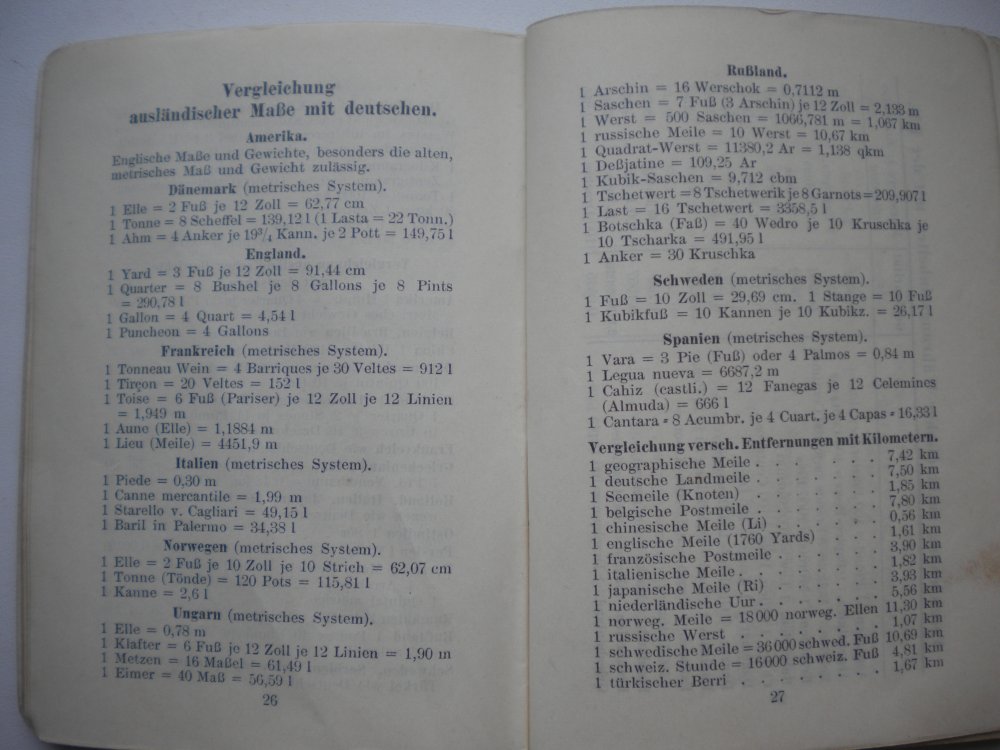 Vergleichung
ausländischer Maße mit deutschen.
Amerika.
Englische Maße und Gewichte, besonders die alten,
metrisches Maß und Gewicht zulässig.
Dänemark (metrisches System).
1 Elle = 2 Fuß je 12 Zoll = 62,77 cm
1 Tonne = 8 Scheffel = 139,12 l (1 Lasta = 22 Tonn.)
1 Ahm = 4 Anker je 19³/₄ Kann. je 2 Pott = 149,75 l
England.
1 Yard = 3 Fuß je 12 Zoll = 91,44 cm
1 Quarter = 8 Bushel je 8 Gallons je 8 Pints
= 290,78 l
1 Gallon = 4 Quart = 4,54 l
1 Puncheon = 4 Gallons
Frankreich (metrisches System).
1 Tonneau Wein = 4 Barriques je 30 Veltes = 912 l
1 Tirçon = 20 Veltes = 152 l
1 Toise = 6 Fuß (Pariser) je 12 Zoll je 12 Linien
= 1,949 m
1 Aune (Elle) = 1,1884 m
1 Lieu (Meile) = 4451,9 m
Italien (metrisches System).
1 Piede = 0,30 m
1 Canne mercantile = 1,99 m
1 Starello v. Cagliari = 49,15 l
1 Baril in Palermo = 34,38 l
Norwegen (metrisches System).
1 Elle = 2 Fuß je 10 Zoll je 10 Strich = 62,07 cm
1 Tonne (Tönde) = 120 Pots = 115,81 l
1 Kanne = 2,6 l
Ungarn (metrisches System).
1 Elle = 0,78 m
1 Klafter = 6 Fuß je 12 Zoll je 12 Linien = 1,90 m
1 Metzen = 16 Maßel = 61,49 l
1 Eimer = 40 Maß = 56,59 l
26
Rußland.
1 Arschin = 16 Werschok = 0,7112 m
1 Saschen = 7 Fuß (3 Arschin) je 12 Zoll = 2,133 m
1 Werst = 500 Saschen = 1066,781 m = 1,067 km
1 russische Meile = 10 Werst = 10,67 km
1 Quadrat-Werst = 11380,2 Ar = 1,138 qkm
1 Deßjatine = 109,25 Ar
1 Kubik-Saschen = 9,712 cbm
1 Tschetwert = 8 Tschetwerik je 8 Garnots = 209,907 l
1 Last = 16 Tschetwert = 3358,5 l
1 Botschka (Faß) = 40 Wedro je 10 Kruschka je
10 Tscharka = 491,95 l
1 Anker = 30 Kruschka
Schweden (metrisches System).
1 Fuß = 10 Zoll = 29,69 cm. 1 Stange = 10 Fuß
1 Kubikfuß = 10 Kannen je 10 Kubikz. = 26,17 l
Spanien (metrisches System).
1 Vara = 3 Pie (Fuß) oder 4 Palmos = 0,84 m
1 Legua nueva = 6687,2 m
1 Cahiz (castli.) = 12 Fanegas je 12 Celemines
(Almuda) = 666 l
1 Cantara = 8 Acumbr. je 4 Cuart. je 4 Capas = 16,33 l
Vergleichung versch. Entfernungen mit Kilometern.
1 geographische Meile . . . . . . 7,42 km
1 deutsche Landmeile . . . . . . 7,50 km
1 Seemeile (Knoten) . . . . . . 1,85 km
1 belgische Postmeile . . . . . . 7,80 km
1 chinesische Meile (Li) . . . . . 0,56 km
1 englische Meile (1760 Yards) . . . 1,61 km
1 französische Postmeile . . . . . 3,90 km
1 italienische Meile . . . . . . 1,82 km
1 japanische Meile (Ri) . . . . . 3,93 km
1 niederländische Uur . . . . . . 5,56 km
1 norweg. Meile = 18000 norweg. Ellen 11,30 km
1 russische Werst . . . . . . . 1,07 km
1 schwedische Meile = 36000 schwed. Fuß 10,69 km
1 schweiz. Stunde = 16000 schweiz. Fuß 4,81 km
1 türkischer Berri . . . . . . . 1,67 km
27